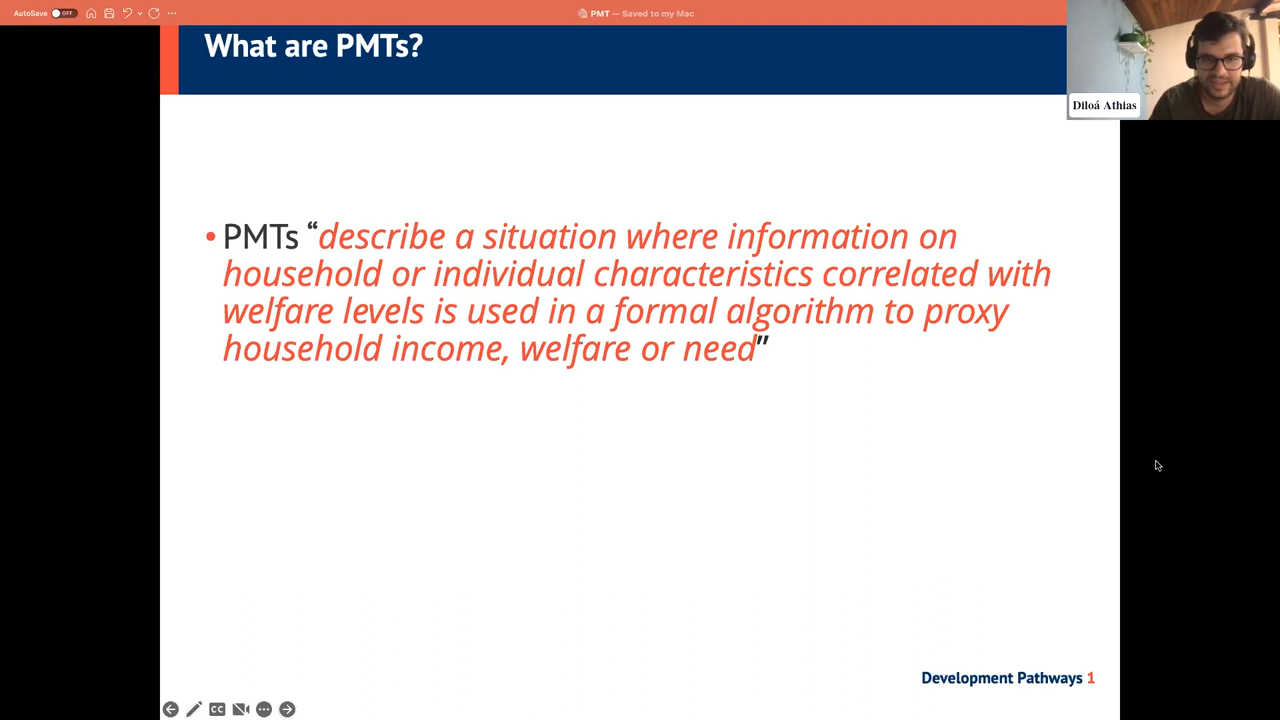 AutoSave OFF
PMT — Saved to my Mac
What are PMTs?
Diloá Athias
• PMTs “describe a situation where information on
household or individual characteristics correlated with
welfare levels is used in a formal algorithm to proxy
household income, welfare or need”
Development Pathways 1
CC